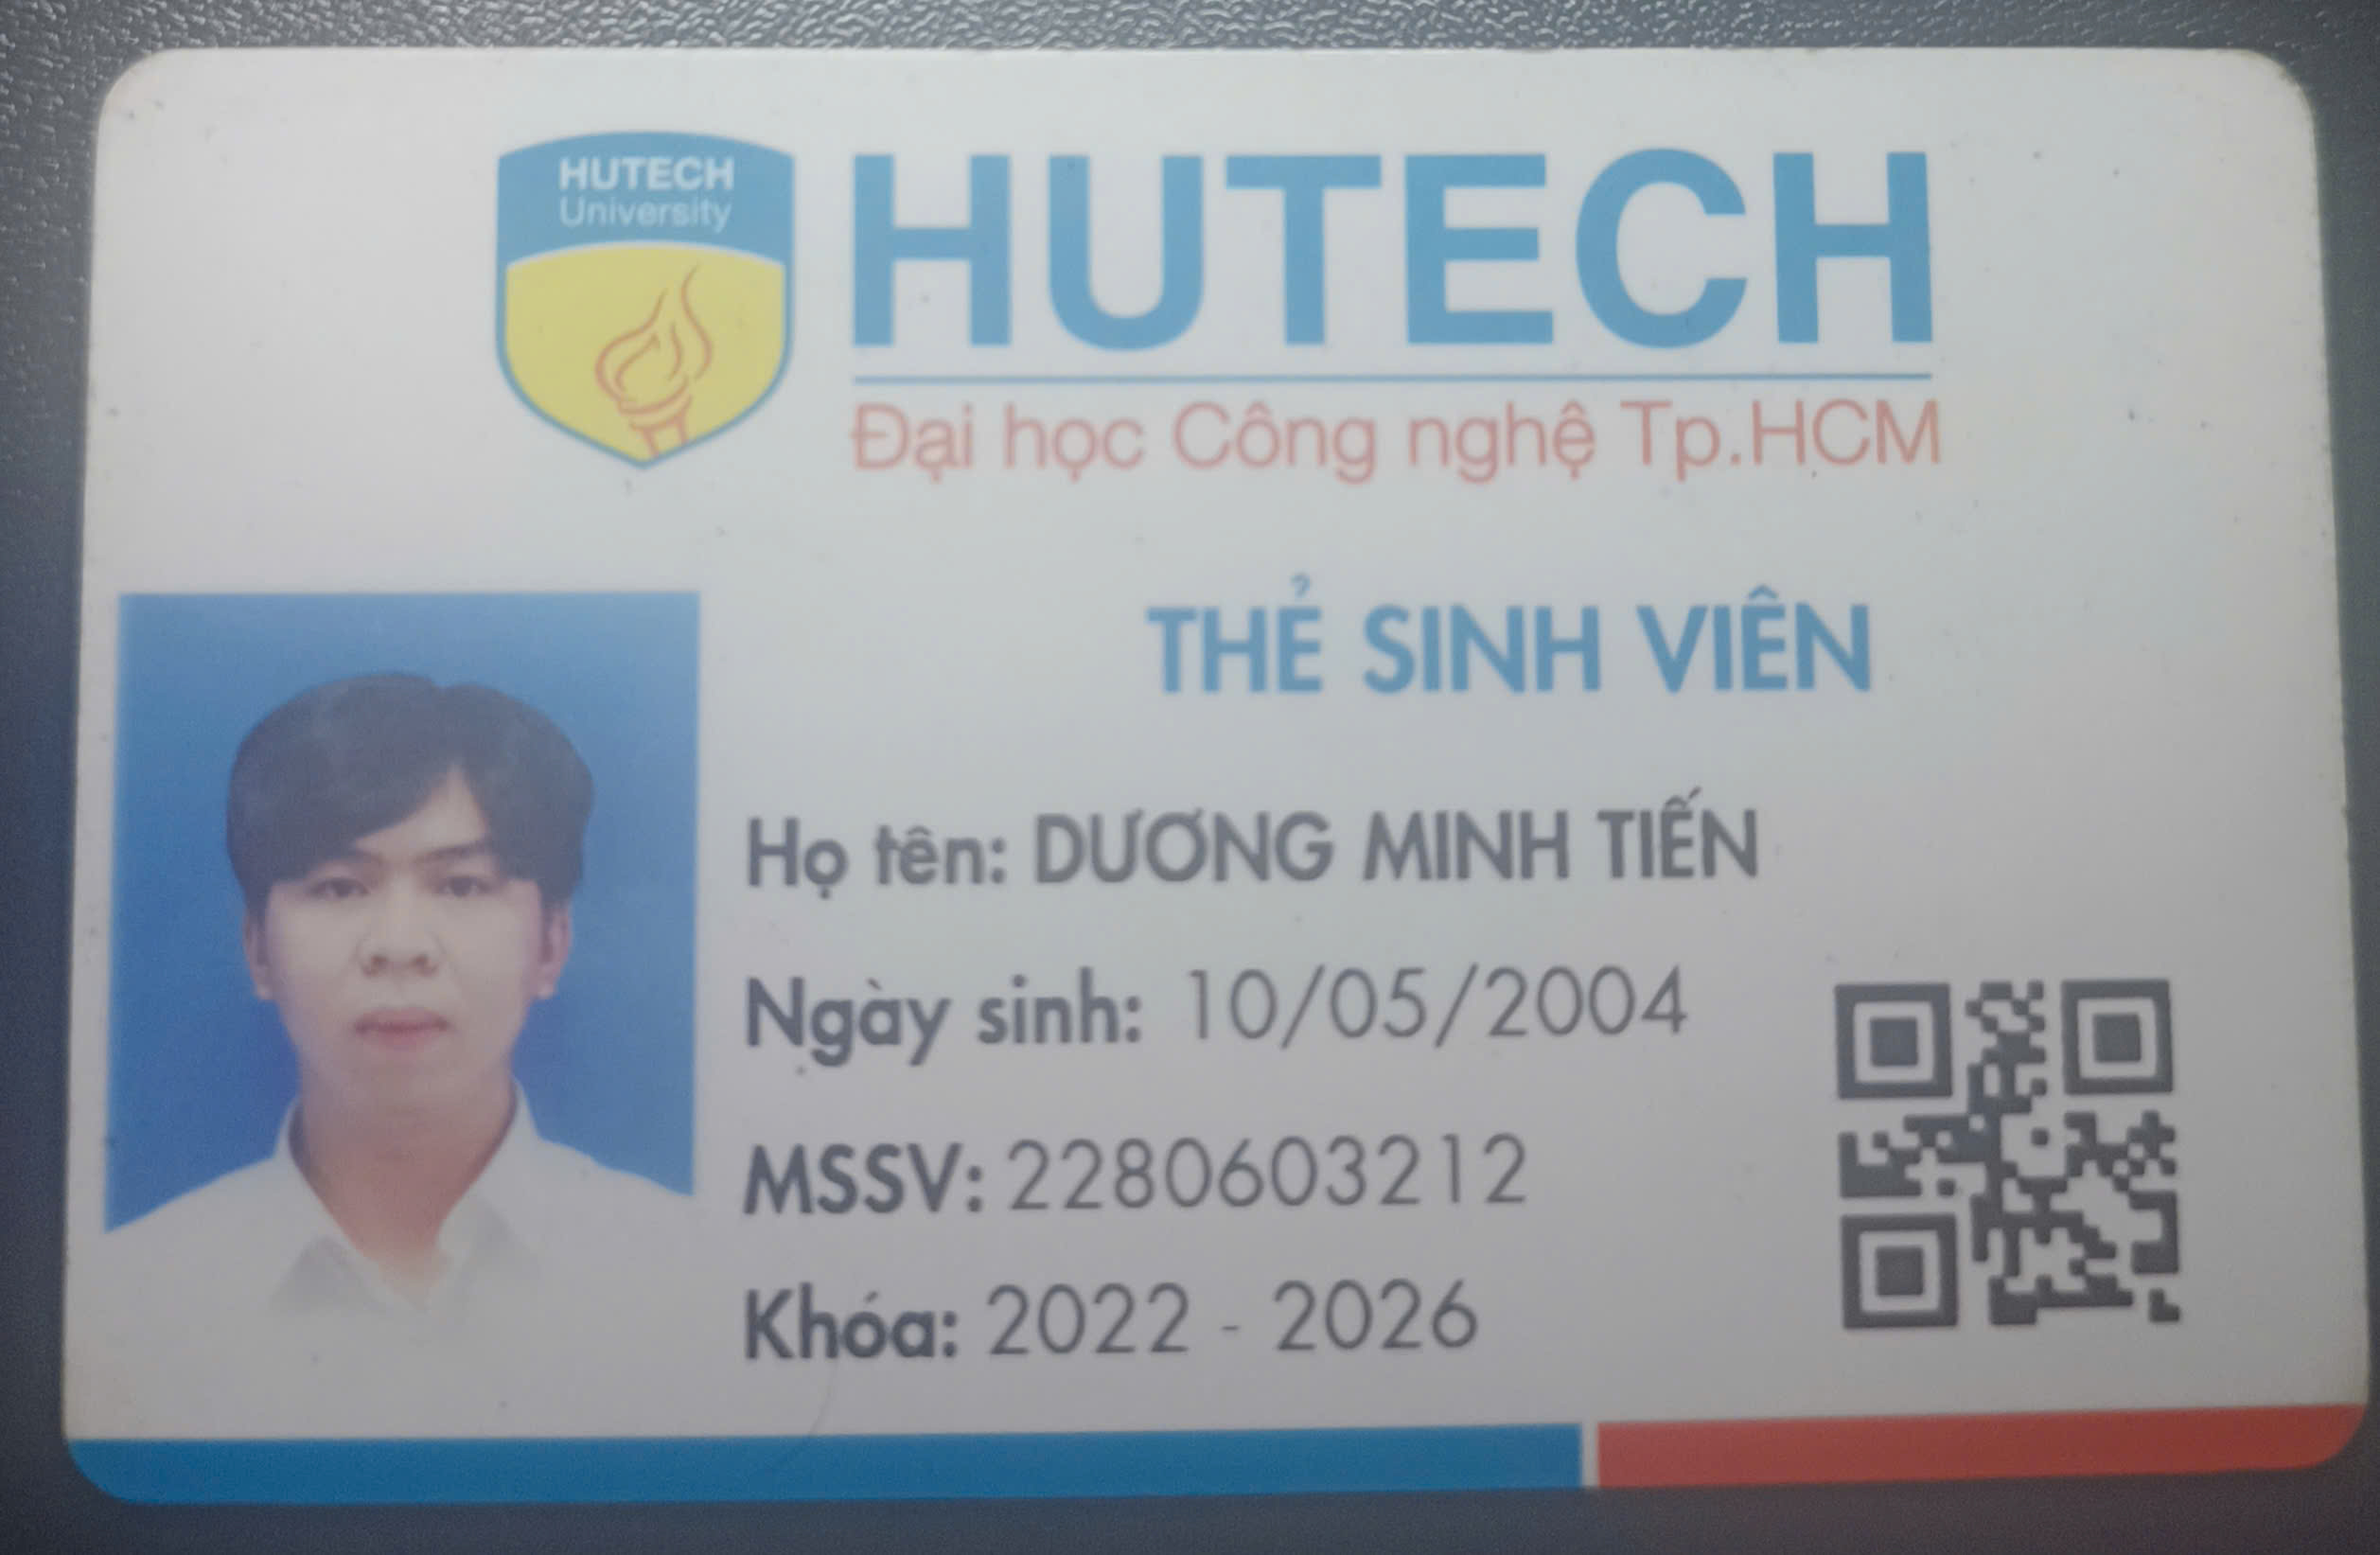 HUTECH
University
HUTECH
Đại học Công nghệ Tp.HCM
THẺ SINH VIÊN
Họ tên: DƯƠNG MINH TIẾN
Ngày sinh: 10/05/2004
MSSV: 2280603212
Khóa: 2022 - 2026